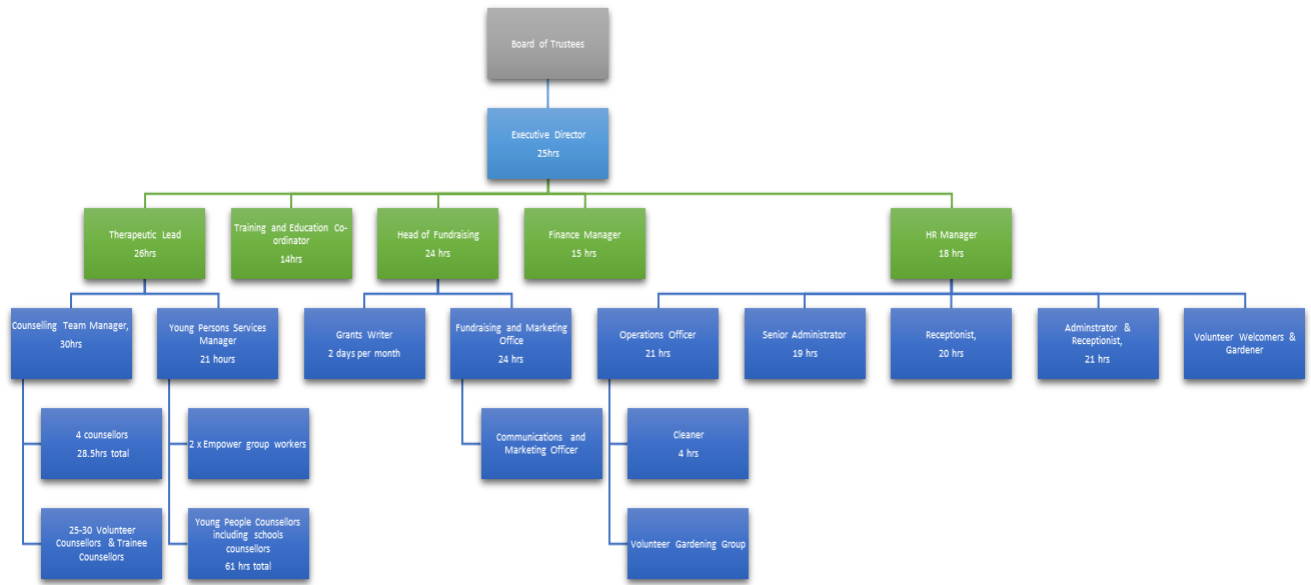 Board of Trustees
Executive Director
25hrs
Therapeutic Lead
26hrs
Training and Education Co-
ordinator
14hrs
Head of Fundraising
24 hrs
Finance Manager
15 hrs
HR Manager
18 hrs
Counselling Team Manager,
30hrs
Young Persons Services
Manager
21 hours
Grants Writer
2 days per month
Fundraising and Marketing
Office
24 hrs
Operations Officer
21 hrs
Senior Administrator
19 hrs
Receptionist,
20 hrs
Adminstrator &
Receptionist,
21 hrs
Volunteer Welcomers &
Gardener
4 counsellors
28.5hrs total
2 x Empower group workers
Communications and
Marketing Officer
Cleaner
4 hrs
25-30 Volunteer
Counsellors & Trainee
Counsellors
Young People Counsellors
including schools
counsellors
61 hrs total
Volunteer Gardening Group